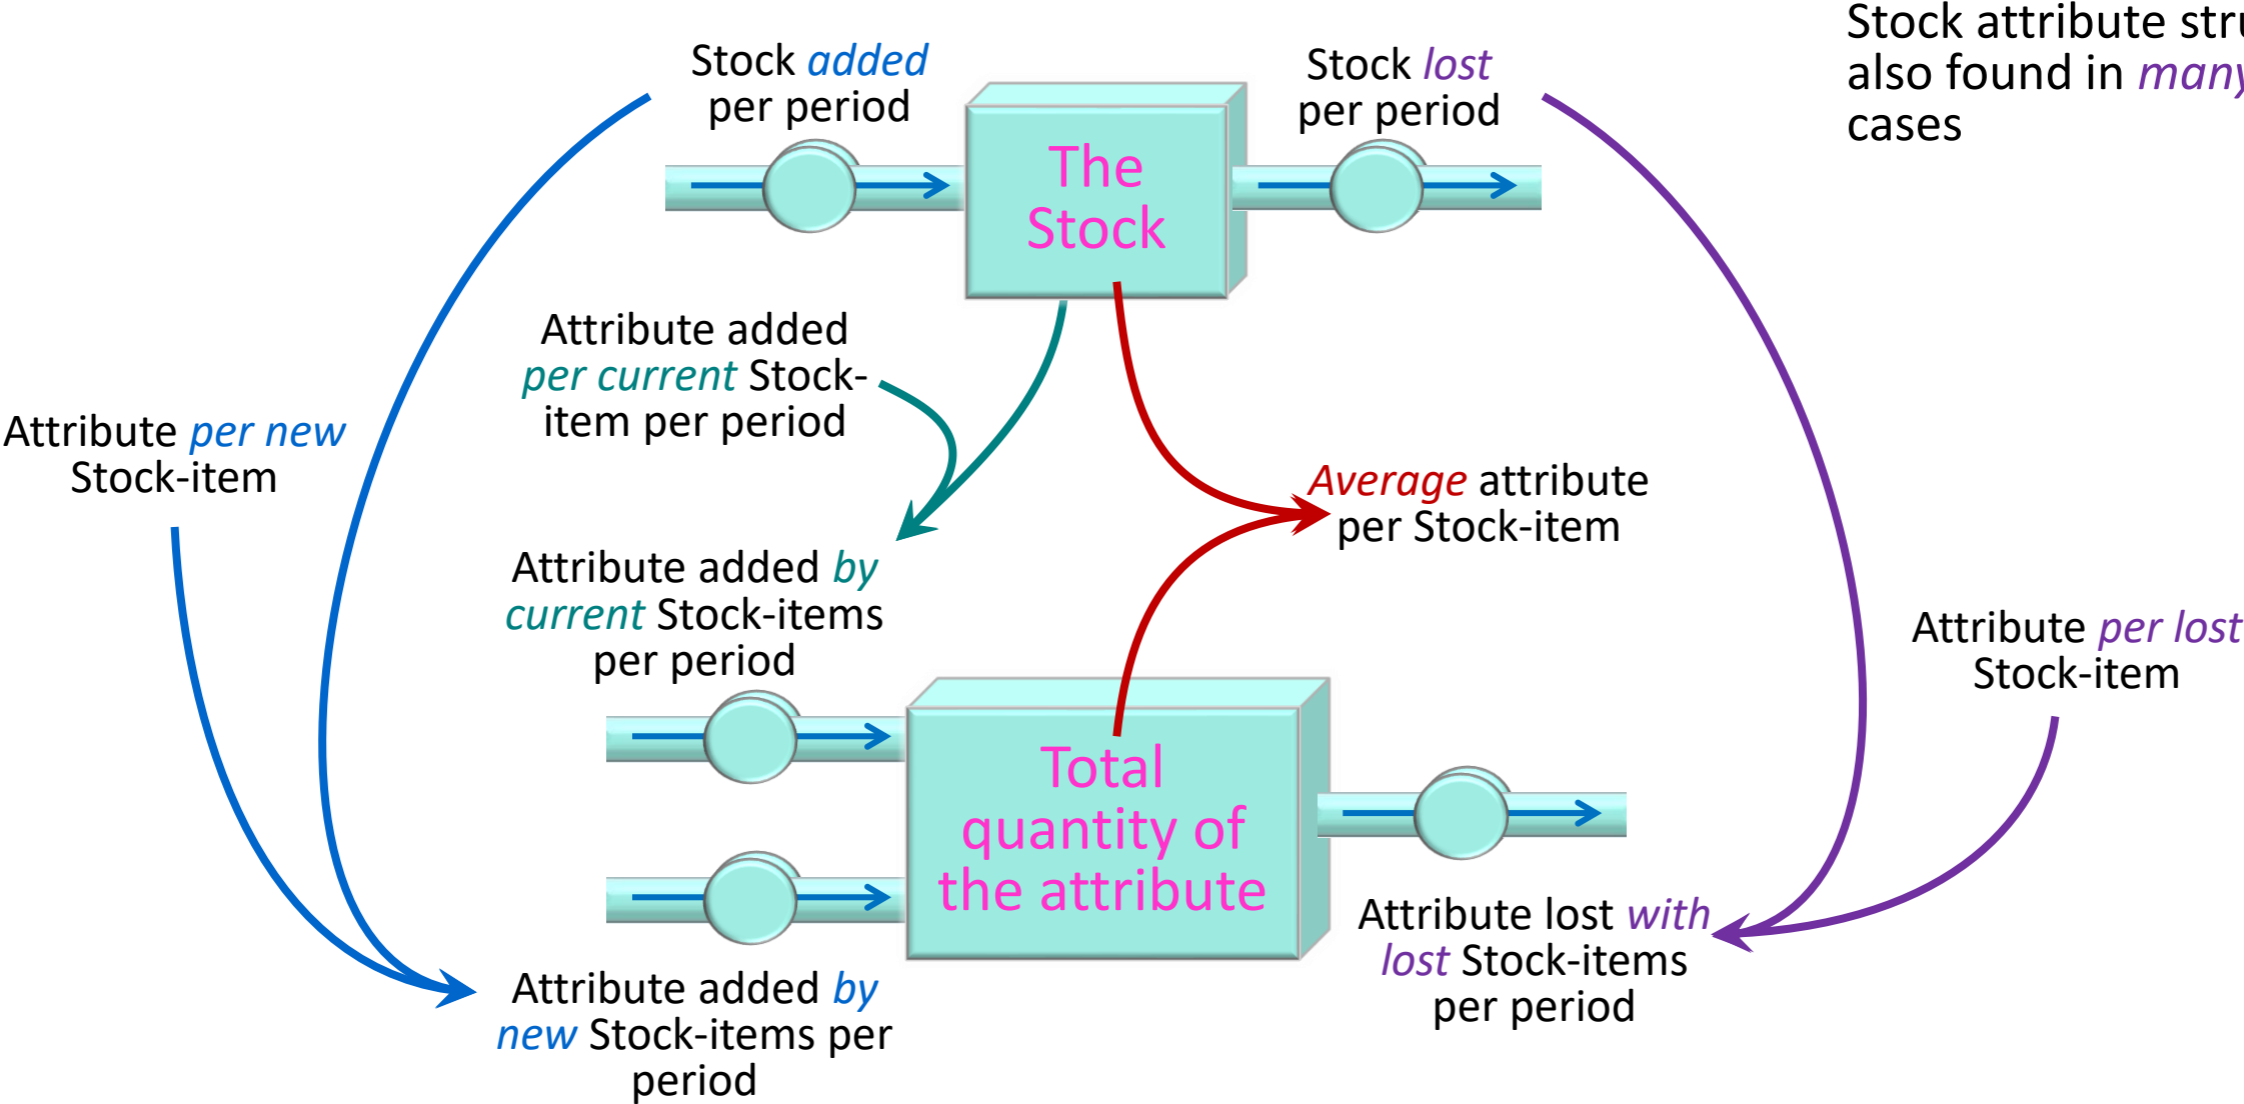 Stock added
per period
Stock lost
per period
Stock attribute
also found in
cases
The
Stock
Attribute added
per current Stock-
item per period
Attribute per new
Stock-item
Average attribute
per Stock-item
Attribute added by
current Stock-items
per period
Attribute per lost
Stock-item
Total
quantity of
the attribute
Attribute lost with
lost Stock-items
per period
Attribute added by
new Stock-items per
period